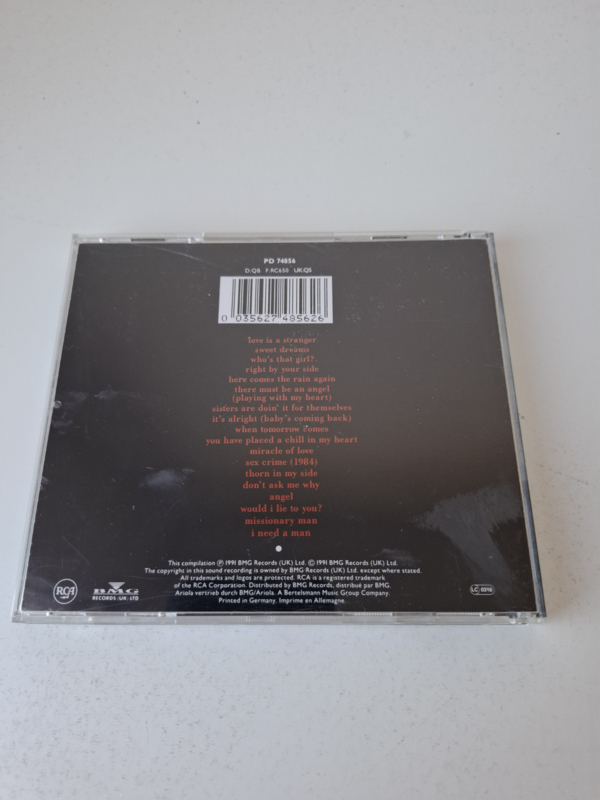 PD 74856
D:QB F:RC650 UK:QS
0 035627 485626
love is a stranger
sweet dreams
who's that girl?
right by your side
here comes the rain again
there must be an angel
(playing with my heart)
sisters are doin' it for themselves
it's alright (baby's coming back)
when tomorrow comes
you have placed a chill in my heart
miracle of love
sex crime (1984)
thorn in my side
don't ask me why
angel
would i lie to you?
missionary man
i need a man
This compilation ℗ 1991 BMG Records (UK) Ltd. © 1991 BMG Records (UK) Ltd.
The copyright in this sound recording is owned by BMG Records (UK) Ltd. except where stated.
All trademarks and logos are protected. RCA is a registered trademark
of the RCA Corporation. Distributed by BMG Records, distribué par BMG.
Ariola vertrieb durch BMG/Ariola. A Bertelsmann Music Group Company.
Printed in Germany. Imprime en Allemagne.
RCA
BMG
RECORDS (UK) LTD
LC 0316